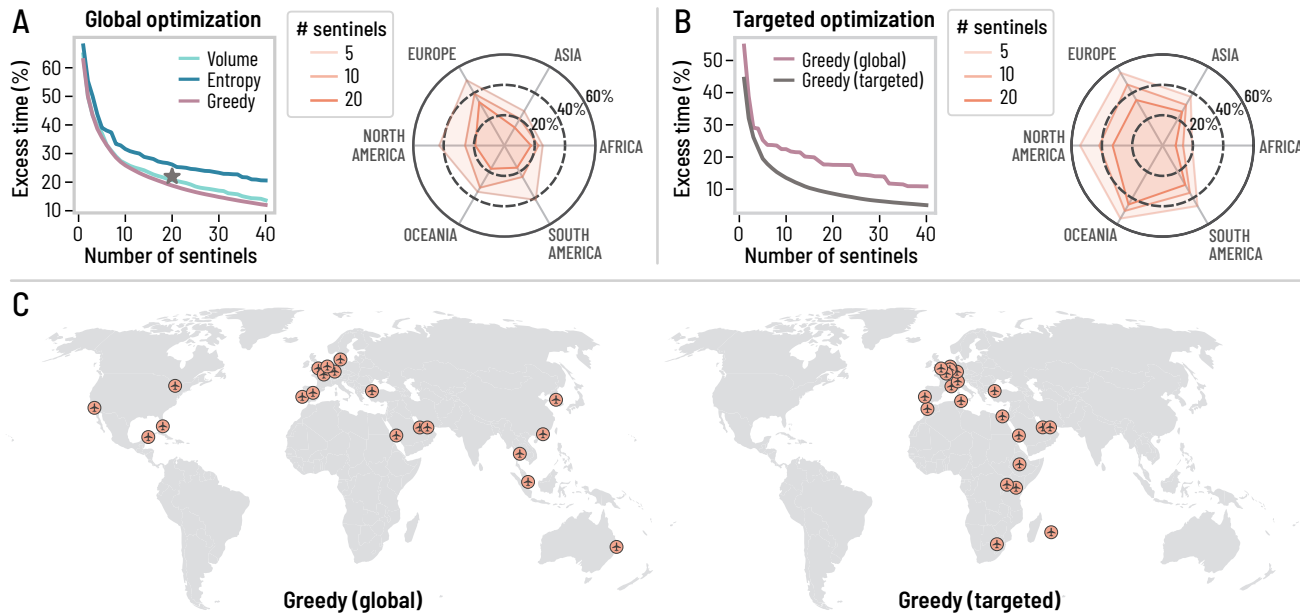 A
Global optimization
Excess time (%)
60
50
40
30
20
10
0
10
20
30
40
Number of sentinels
Volume
Entropy
Greedy
# sentinels
5
10
20
EUROPE
ASIA
NORTH
AMERICA
AFRICA
OCEANIA
SOUTH
AMERICA
20%
40%
60%
B
Targeted optimization
Excess time (%)
50
40
30
20
10
0
10
20
30
40
Number of sentinels
Greedy (global)
Greedy (targeted)
# sentinels
5
10
20
EUROPE
ASIA
NORTH
AMERICA
AFRICA
OCEANIA
SOUTH
AMERICA
20%
40%
60%
C
Greedy (global)
Greedy (targeted)